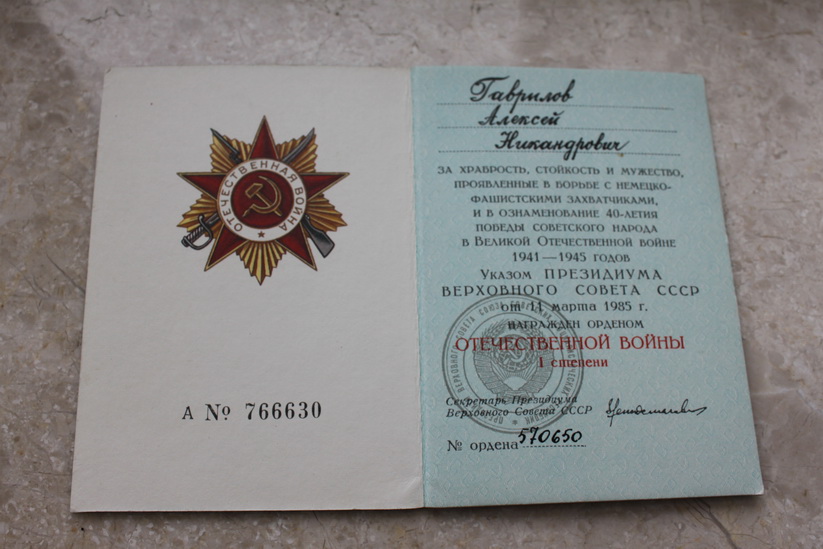 ОТЕЧЕСТВЕННАЯ ВОЙНА
А № 766630
Гаврилов
Алексей
Никандрович
ЗА ХРАБРОСТЬ, СТОЙКОСТЬ И МУЖЕСТВО,
ПРОЯВЛЕННЫЕ В БОРЬБЕ С НЕМЕЦКО-
ФАШИСТСКИМИ ЗАХВАТЧИКАМИ,
И В ОЗНАМЕНОВАНИЕ 40-ЛЕТИЯ
ПОБЕДЫ СОВЕТСКОГО НАРОДА
В ВЕЛИКОЙ ОТЕЧЕСТВЕННОЙ ВОЙНЕ
1941—1945 ГОДОВ
УКАЗОМ ПРЕЗИДИУМА
ВЕРХОВНОГО СОВЕТА СССР
от 11 марта 1985 г.
НАГРАЖДЕН ОРДЕНОМ
ОТЕЧЕСТВЕННОЙ ВОЙНЫ
I степени
Секретарь Президиума
Верховного Совета СССР
№ ордена 570650